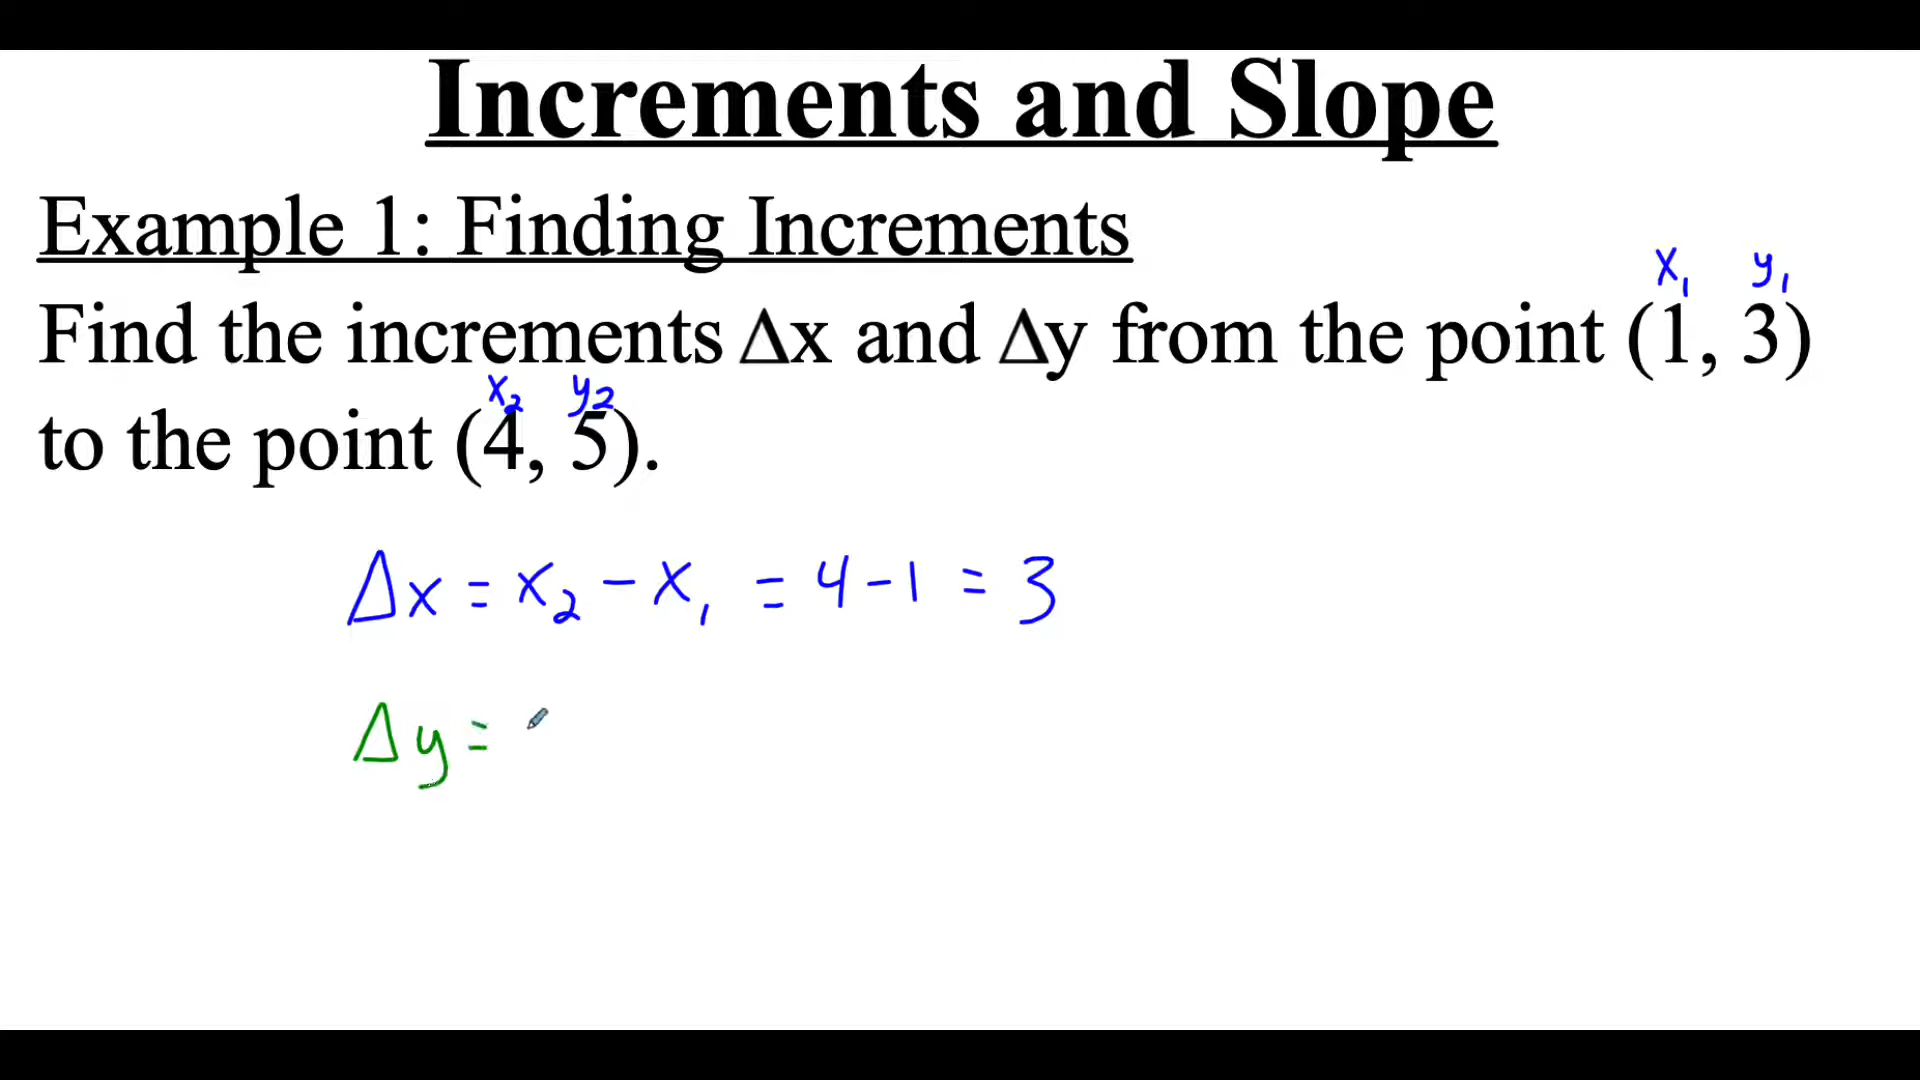 Increments and Slope
Example 1: Finding Increments
x₁ y₁
Find the increments Δx and Δy from the point (1, 3)
x₂ y₂
to the point (4, 5).
Δx = x₂ - x₁ = 4 - 1 = 3
Δy =